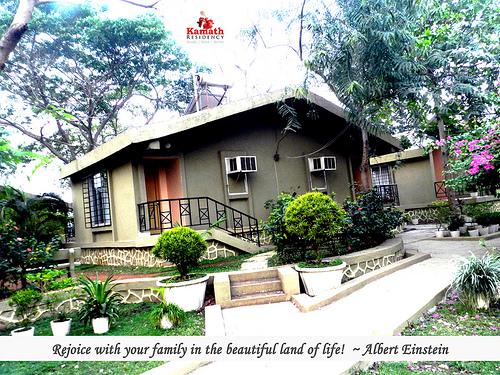 Kamath
RESIDENCY
Rejoice with your family in the beautiful land of life! ~ Albert Einstein